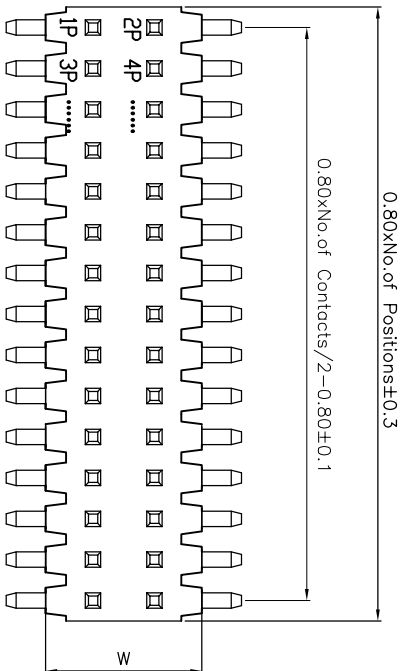 1P 2P
3P 4P
...... ......
0.80xNo.of Contacts/2-0.80±0.1
0.80xNo.of Positions±0.3
W